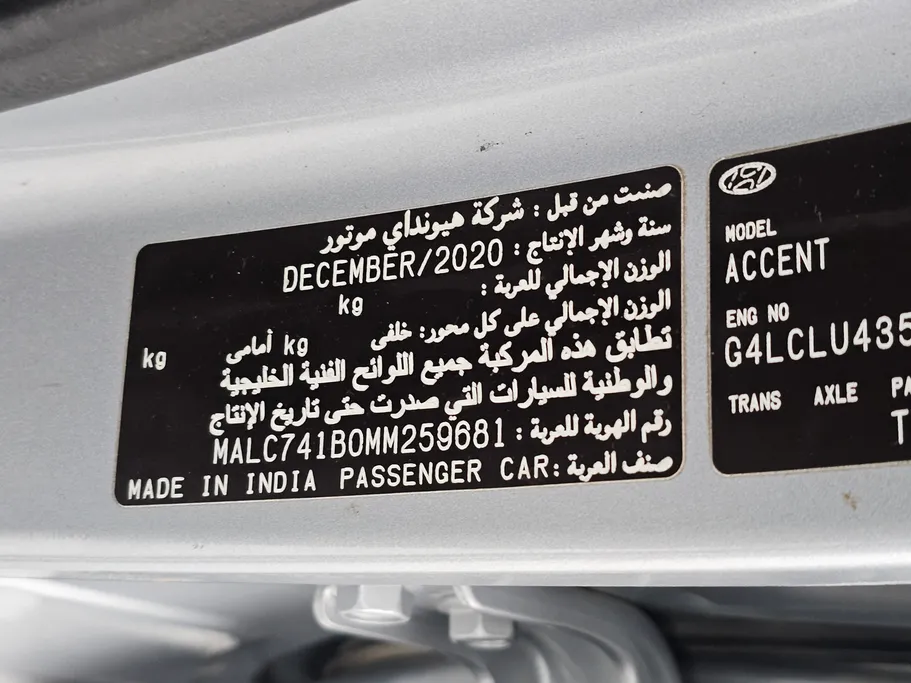 صنت من قبل : شركة هيونداي موتور
سنة وشهر الإنتاج : DECEMBER/2020
الوزن الإجمالي للعربة :
kg
الوزن الإجمالي على كل محور: خلفي kg أمامي kg
تطابق هذه المركبة جميع اللوائح الفنية الخليجية
والوطنية للسيارات التي صدرت حتى تاريخ الإنتاج
رقم الهوية للعربة : MALC741B0MM259681
صنف العربة : PASSENGER CAR
MADE IN INDIA
MODEL
ACCENT
ENG NO
G4LCLU435
TRANS AXLE